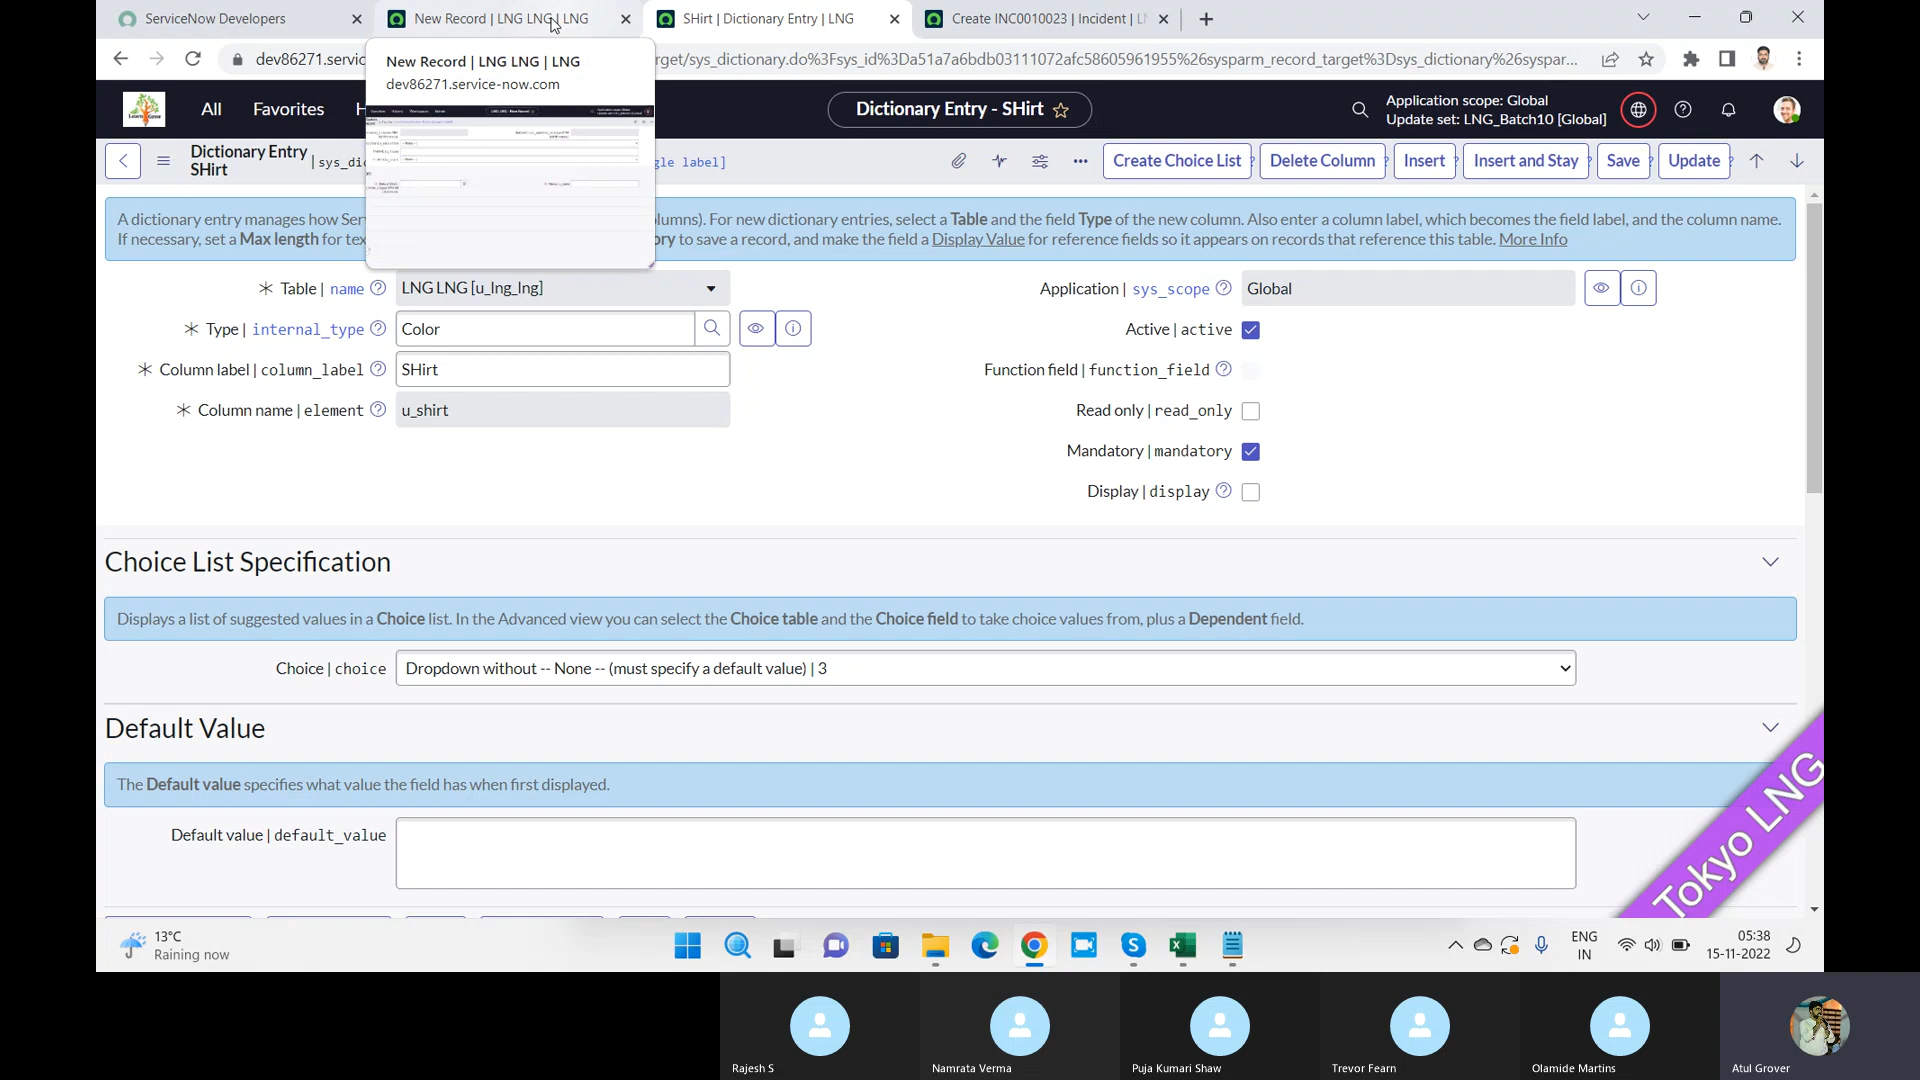 ServiceNow Developers
New Record | LNG LNG | LNG
SHirt | Dictionary Entry | LNG
Create INC0010023 | Incident | LN
dev86271.servic
rget/sys_dictionary.do%3Fsys_id%3Da51a7a6bdb03111072afc58605961955%26sysparm_record_target%3Dsys_dictionary%26syspar...
New Record | LNG LNG | LNG
dev86271.service-now.com
All
Favorites
H
Dictionary Entry - SHirt
Application scope: Global
Update set: LNG_Batch10 [Global]
Dictionary Entry
SHirt
|sys_dic
gle label]
Create Choice List
Delete Column
Insert
Insert and Stay
Save
Update
A dictionary entry manages how Ser
lumns). For new dictionary entries, select a Table and the field Type of the new column. Also enter a column label, which becomes the field label, and the column name.
If necessary, set a Max length for tex
ory to save a record, and make the field a Display Value for reference fields so it appears on records that reference this table. More Info
Table | name
LNG LNG [u_lng_lng]
Type | internal_type
Color
Column label | column_label
SHirt
Column name | element
u_shirt
Application | sys_scope
Global
Active | active
Function field | function_field
Read only | read_only
Mandatory | mandatory
Display | display
Choice List Specification
Displays a list of suggested values in a Choice list. In the Advanced view you can select the Choice table and the Choice field to take choice values from, plus a Dependent field.
Choice | choice
Dropdown without -- None -- (must specify a default value) | 3
Default Value
The Default value specifies what value the field has when first displayed.
Default value | default_value
Tokyo LNG
13°C
Raining now
ENG
IN
05:38
15-11-2022
Rajesh S
Namrata Verma
Puja Kumari Shaw
Trevor Fearn
Olamide Martins
Atul Grover